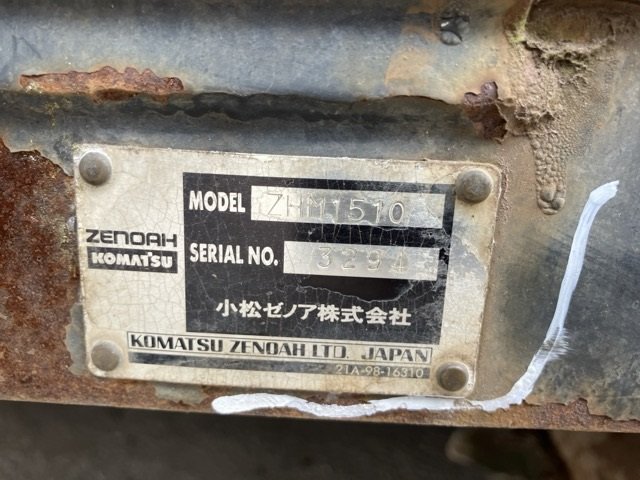 MODEL ZHM1510
ZENOAH
KOMATSU
SERIAL NO. 3294
小松ゼノア株式会社
KOMATSU ZENOAH LTD. JAPAN
21A-98-16310